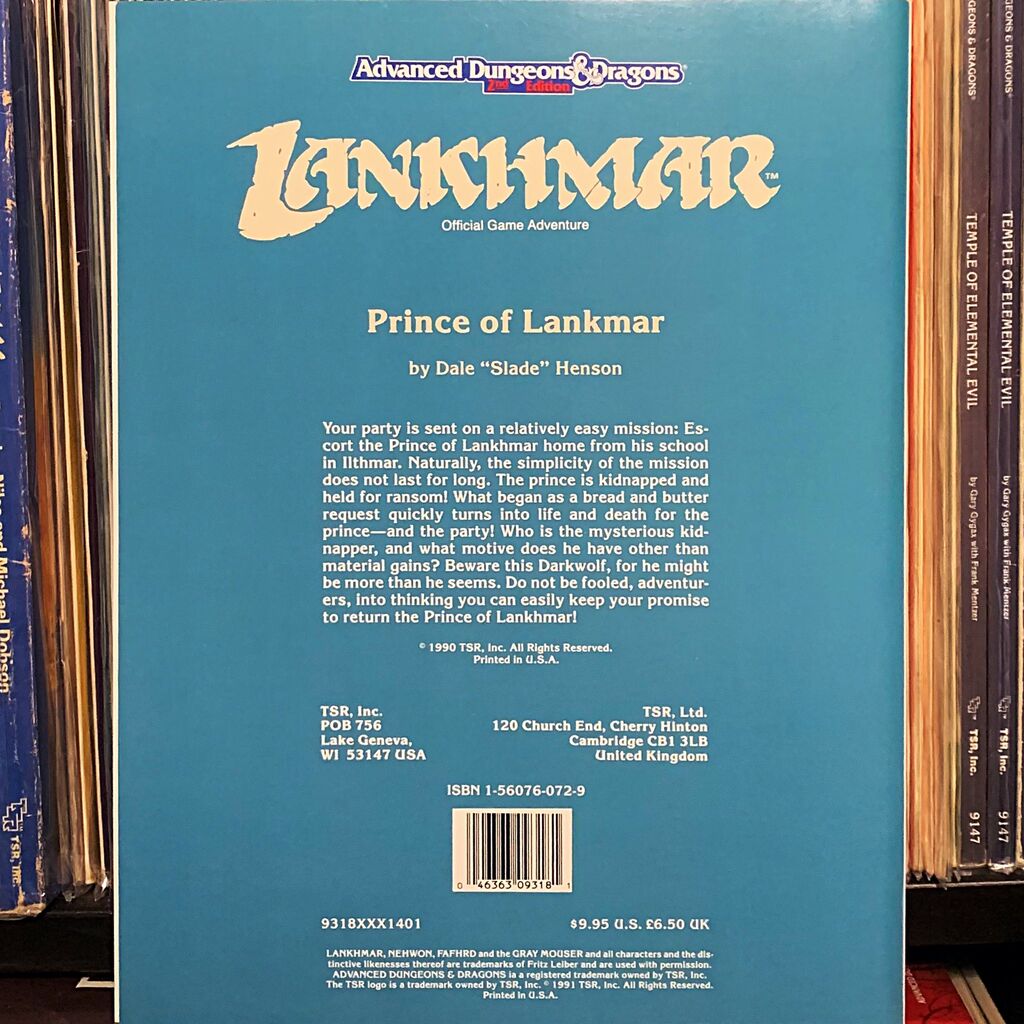 Advanced Dungeons & Dragons®
2nd Edition
LANKHMAR™
Official Game Adventure
Prince of Lankmar
by Dale “Slade” Henson
Your party is sent on a relatively easy mission: Es-
cort the Prince of Lankhmar home from his school
in Ilthmar. Naturally, the simplicity of the mission
does not last for long. The prince is kidnapped and
held for ransom! What began as a bread and butter
request quickly turns into life and death for the
prince—and the party! Who is the mysterious kid-
napper, and what motive does he have other than
material gains? Beware this Darkwolf, for he might
be more than he seems. Do not be fooled, adventur-
ers, into thinking you can easily keep your promise
to return the Prince of Lankhmar!
© 1990 TSR, Inc. All Rights Reserved.
Printed in U.S.A.
TSR, Inc.
POB 756
Lake Geneva,
WI 53147 USA
TSR, Ltd.
120 Church End, Cherry Hinton
Cambridge CB1 3LB
United Kingdom
ISBN 1-56076-072-9
0 46363 09318 1
9318XXX1401
$9.95 U.S. £6.50 UK
LANKHMAR, NEHWON, FAFHRD and the GRAY MOUSER and all characters and the dis-
tinctive likenesses thereof are trademarks of Fritz Leiber and are used with permission.
ADVANCED DUNGEONS & DRAGONS is a registered trademark owned by TSR, Inc.
The TSR logo is a trademark owned by TSR, Inc. © 1991 TSR, Inc. All Rights Reserved.
Printed in U.S.A.
and Michael Dobson
TSR, Inc.
GEONS & DRAGONS® TEMPLE OF ELEMENTAL EVIL by Gary Gygax with Frank Mentzer TSR, Inc. 9147
GEONS & DRAGONS® TEMPLE OF ELEMENTAL EVIL by Gary Gygax with Frank Mentzer TSR, Inc. 9147